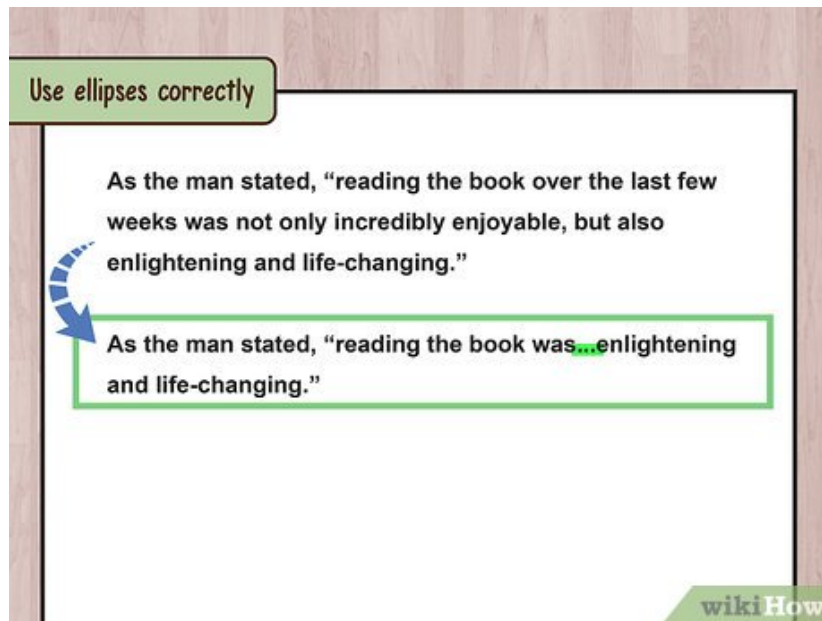 Use ellipses correctly
As the man stated, “reading the book over the last few
weeks was not only incredibly enjoyable, but also
enlightening and life-changing.”
As the man stated, “reading the book was...enlightening
and life-changing.”
wikiHow